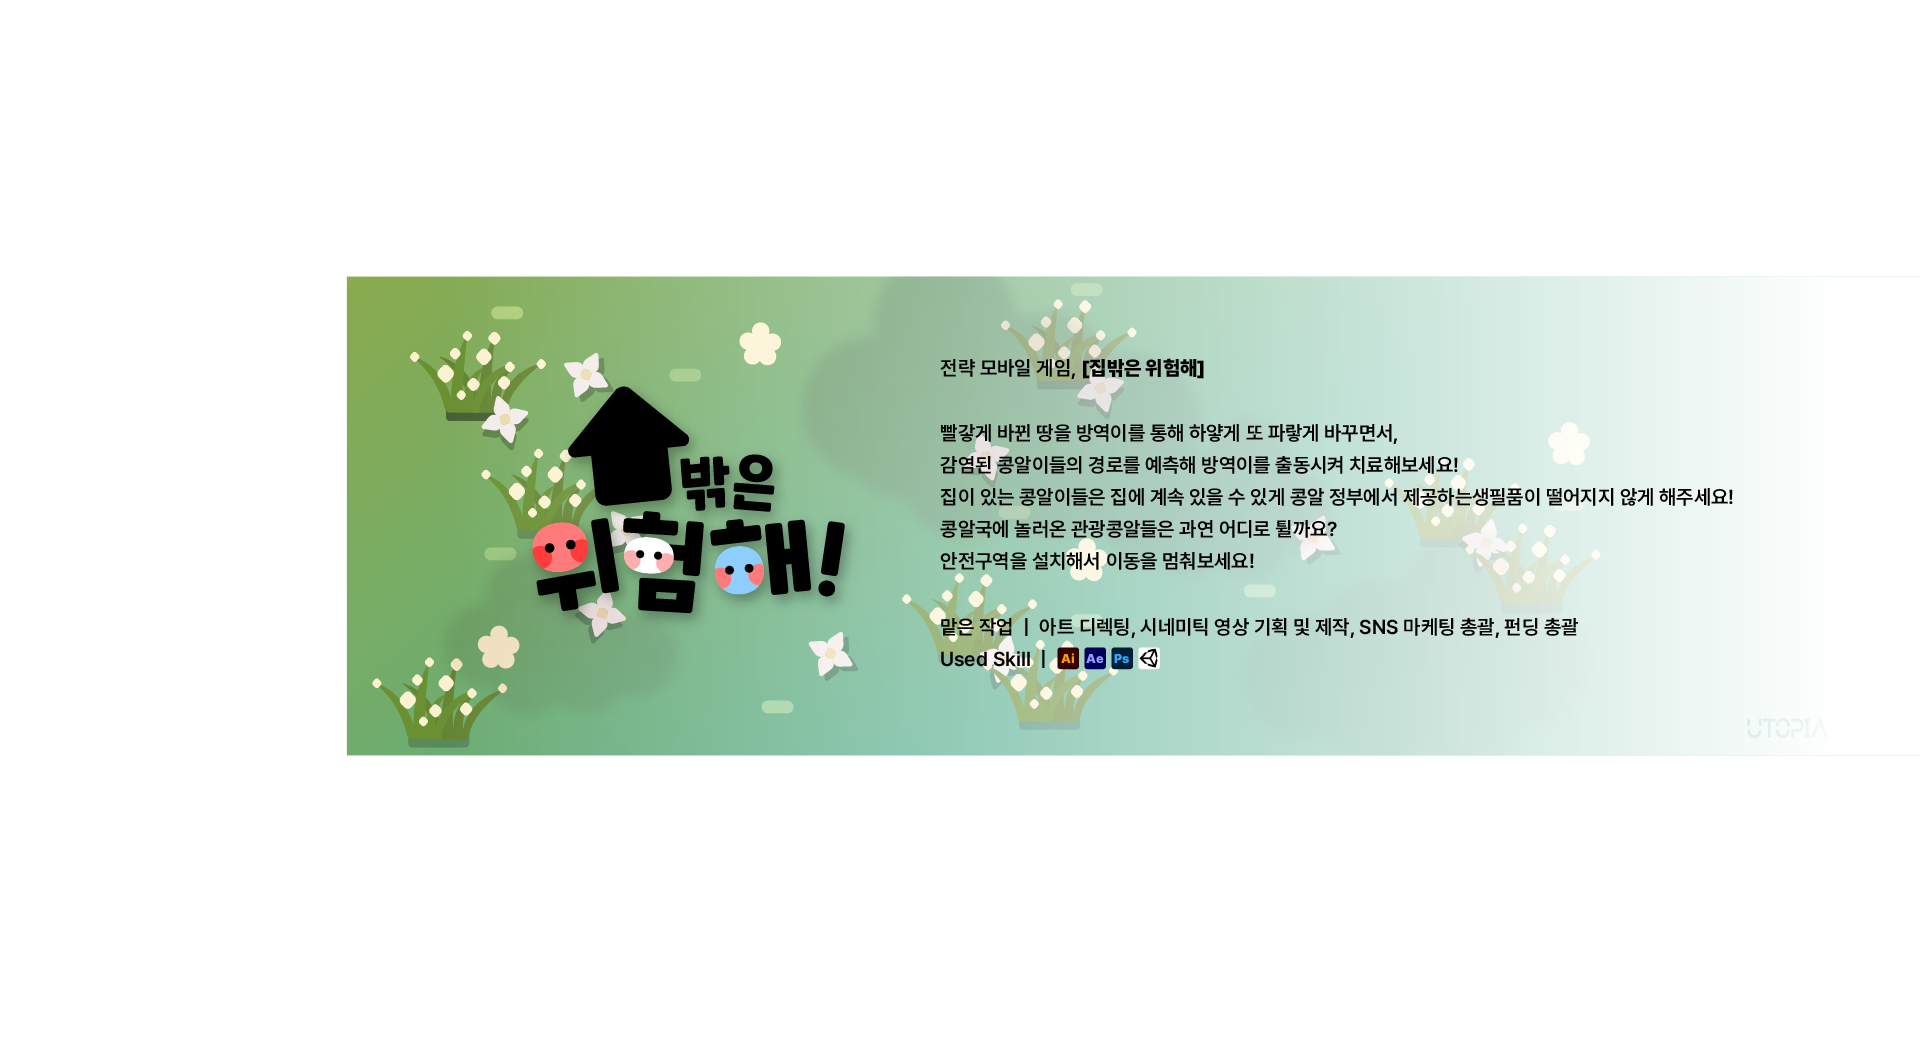 밖은
위험해!
전략 모바일 게임, [집밖은 위험해]
빨갛게 바뀐 땅을 방역이를 통해 하얗게 또 파랗게 바꾸면서,
감염된 콩알이들의 경로를 예측해 방역이를 출동시켜 치료해보세요!
집이 있는 콩알이들은 집에 계속 있을 수 있게 콩알 정부에서 제공하는생필품이 떨어지지 않게 해주세요!
콩알국에 놀러온 관광콩알들은 과연 어디로 튈까요?
안전구역을 설치해서 이동을 멈춰보세요!
맡은 작업 | 아트 디렉팅, 시네미틱 영상 기획 및 제작, SNS 마케팅 총괄, 펀딩 총괄
Used Skill | Ai Ae Ps
UTOPIA